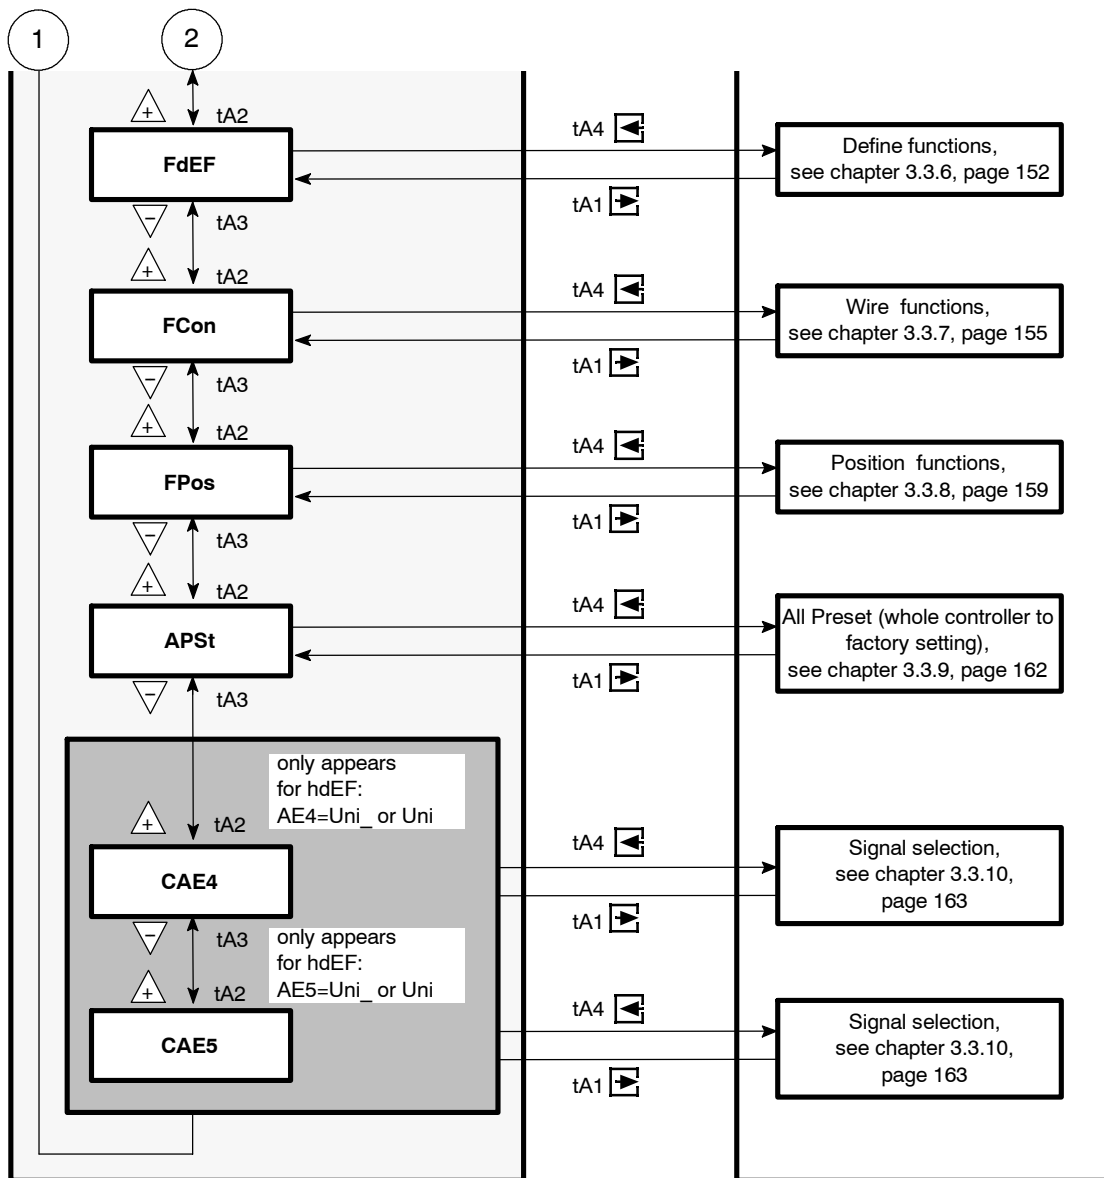 1
2
+
tA2
FdEF
tA4
Define functions,
see chapter 3.3.6, page 152
tA1
−
tA3
+
tA2
FCon
tA4
Wire functions,
see chapter 3.3.7, page 155
tA1
−
tA3
+
tA2
FPos
tA4
Position functions,
see chapter 3.3.8, page 159
tA1
−
tA3
+
tA2
APSt
tA4
All Preset (whole controller to
factory setting),
see chapter 3.3.9, page 162
tA1
−
tA3
only appears
for hdEF:
AE4=Uni_ or Uni
+
tA2
CAE4
tA4
Signal selection,
see chapter 3.3.10,
page 163
tA1
−
tA3
only appears
for hdEF:
AE5=Uni_ or Uni
+
tA2
CAE5
tA4
Signal selection,
see chapter 3.3.10,
page 163
tA1